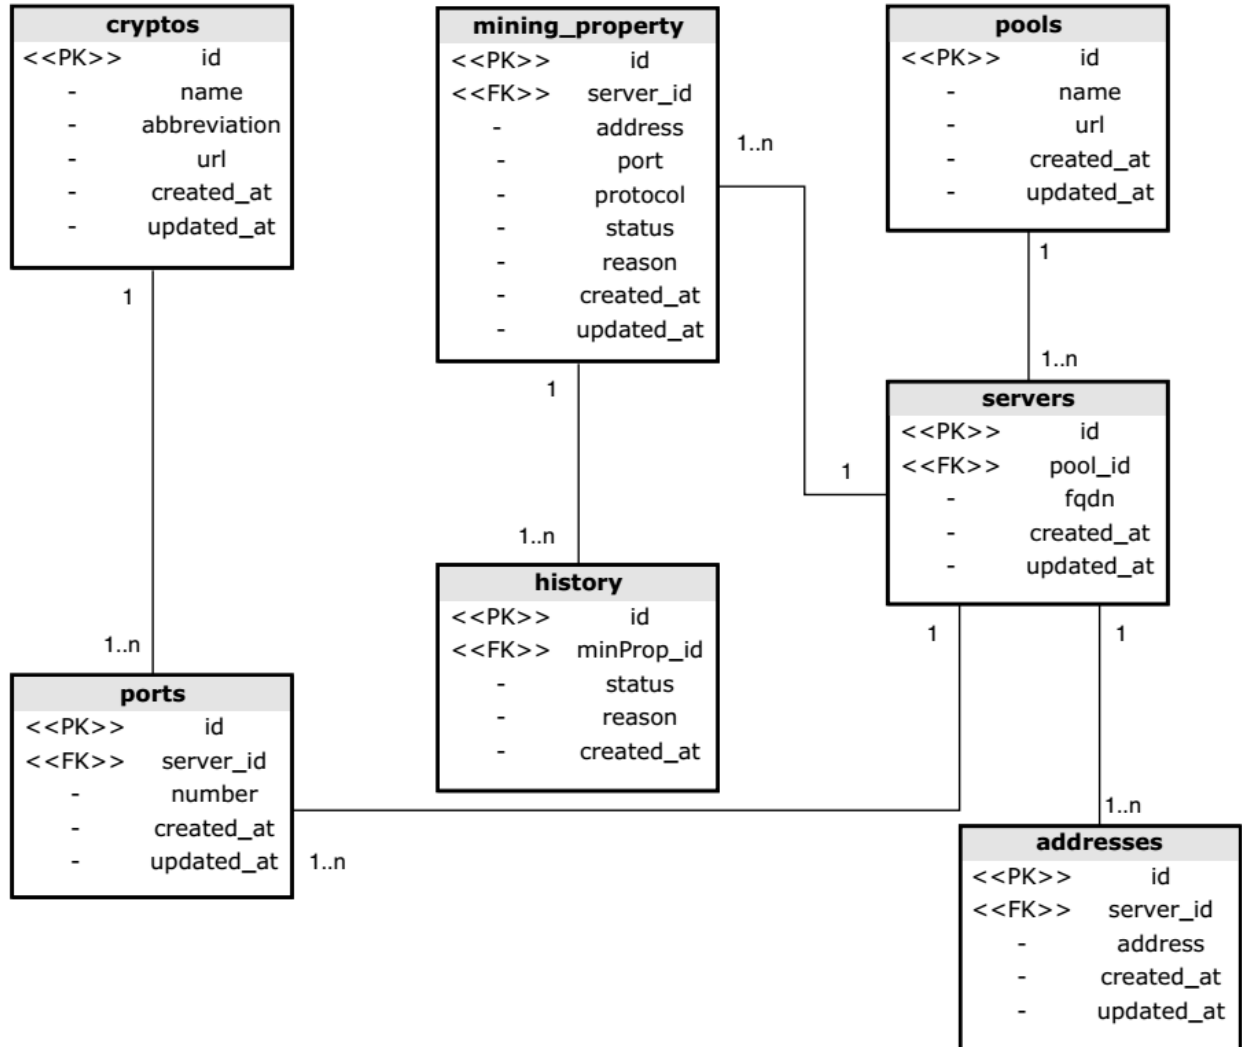 cryptos
<<PK>> id
- name
- abbreviation
- url
- created_at
- updated_at
1
1..n
ports
<<PK>> id
<<FK>> server_id
- number
- created_at
- updated_at
1..n
mining_property
<<PK>> id
<<FK>> server_id
- address
- port
- protocol
- status
- reason
- created_at
- updated_at
1..n
1
1
1..n
history
<<PK>> id
<<FK>> minProp_id
- status
- reason
- created_at
pools
<<PK>> id
- name
- url
- created_at
- updated_at
1
1..n
servers
<<PK>> id
<<FK>> pool_id
- fqdn
- created_at
- updated_at
1
1
1..n
addresses
<<PK>> id
<<FK>> server_id
- address
- created_at
- updated_at